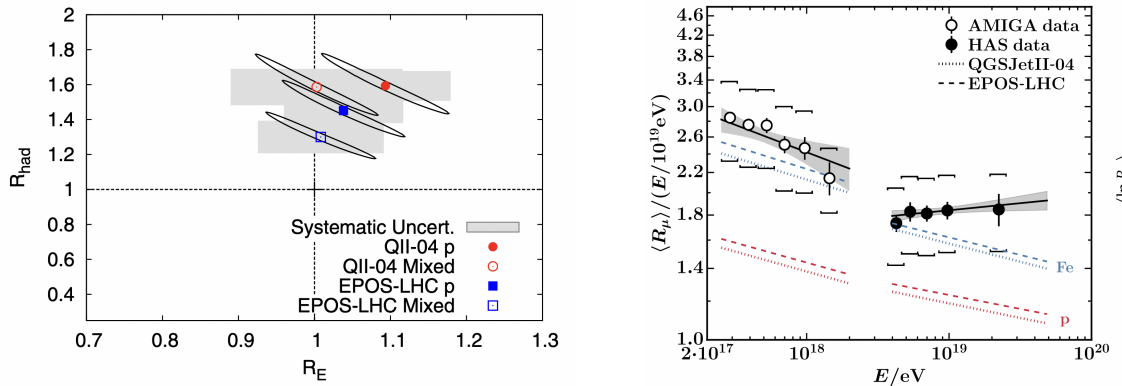 2
1.8
1.6
1.4
1.2
1
0.8
0.6
0.4
R_had
0.7 0.8 0.9 1 1.1 1.2 1.3
R_E
Systematic Uncert.
QII-04 p
QII-04 Mixed
EPOS-LHC p
EPOS-LHC Mixed
4.6
3.8
3.4
3.0
2.6
2.2
1.8
1.4
1.0
⟨R_μ⟩/(E/10^19eV)
AMIGA data
HAS data
QGSJetII-04
EPOS-LHC
Fe
p
2·10^17 10^18 10^19 10^20
E/eV